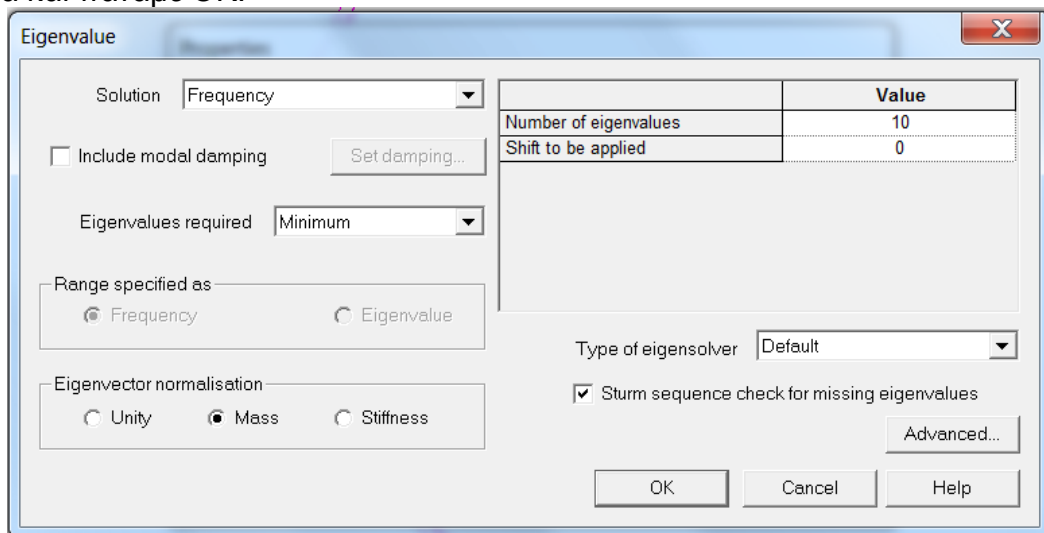 Eigenvalue
Properties
Solution Frequency
Value
Number of eigenvalues 10
Shift to be applied 0
Include modal damping Set damping...
Eigenvalues required Minimum
Range specified as
Frequency Eigenvalue
Type of eigensolver Default
Eigenvector normalisation
Unity Mass Stiffness
Sturm sequence check for missing eigenvalues
Advanced...
OK Cancel Help